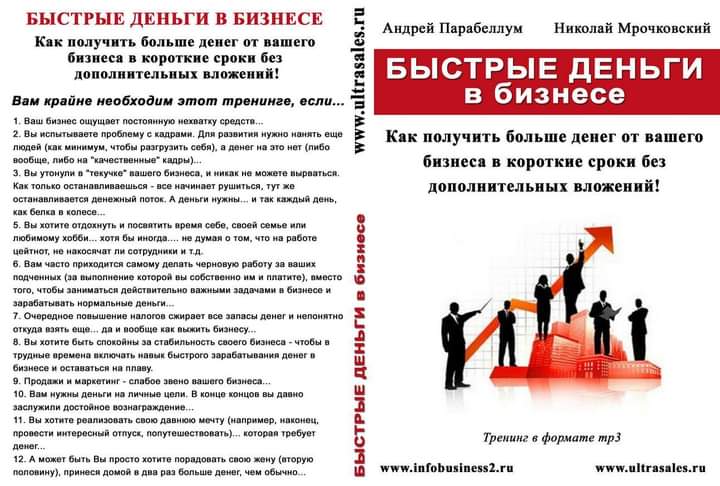 БЫСТРЫЕ ДЕНЬГИ В БИЗНЕСЕ
Как получить больше денег от вашего
бизнеса в короткие сроки без
дополнительных вложений!
Вам крайне необходим этот тренинге, если...
1. Ваш бизнес ощущает постоянную нехватку средств...
2. Вы испытываете проблему с кадрами. Для развития нужно нанять еще
людей (как минимум, чтобы разгрузить себя), а денег на это нет (либо
вообще, либо на "качественные" кадры)...
3. Вы утонули в "текучке" вашего бизнеса, и никак не можете вырваться.
Как только останавливаешься - все начинает рушиться, тут же
останавливается денежный поток. А деньги нужны... и так каждый день,
как белка в колесе...
5. Вы хотите отдохнуть и посвятить время себе, своей семье или
любимому хобби... хотя бы иногда.... не думая о том, что на работе
цейтнот, не накосячат ли сотрудники и т.д.
6. Вам часто приходится самому делать черновую работу за ваших
подченных (за выполнение которой вы собственно им и платите), вместо
того, чтобы заниматься действительно важными задачами в бизнесе и
зарабатывать нормальные деньги...
7. Очередное повышение налогов сжирает все запасы денег и непонятно
откуда взять еще... да и вообще как выжить бизнесу...
8. Вы хотите быть спокойны за стабильность своего бизнеса - чтобы в
трудные времена включать навык быстрого зарабатывания денег в
бизнесе и оставаться на плаву.
9. Продажи и маркетинг - слабое звено вашего бизнеса...
10. Вам нужны деньги на личные цели. В конце концов вы давно
заслужили достойное вознаграждение...
11. Вы хотите реализовать свою давнюю мечту (например, наконец,
провести интересный отпуск, попутешествовать)... которая требует
денег...
12. А может быть Вы просто хотите порадовать свою жену (вторую
половину), принеся домой в два раз больше денег, чем обычно...
www.ultrasales.ru
БЫСТРЫЕ ДЕНЬГИ в бизнесе
Андрей Парабеллум Николай Мрочковский
БЫСТРЫЕ ДЕНЬГИ
в бизнесе
Как получить больше денег от вашего
бизнеса в короткие сроки без
дополнительных вложений!
Тренинг в формате mp3
www.infobusiness2.ru www.ultrasales.ru